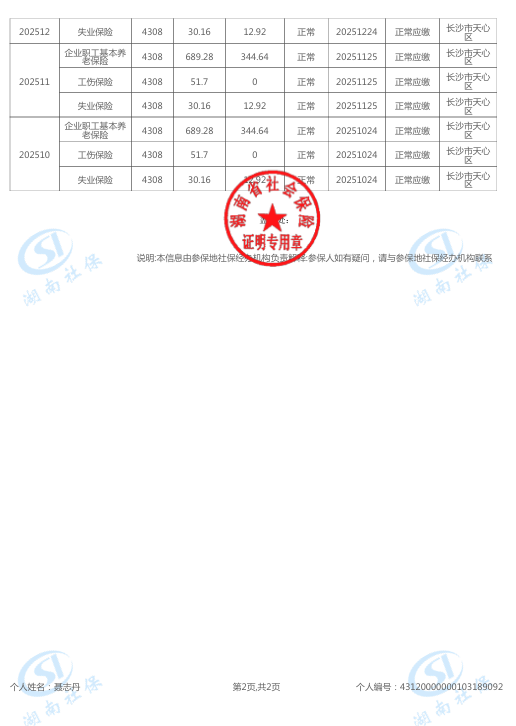 202512 失业保险 4308 30.16 12.92 正常 20251224 正常应缴 长沙市天心区
202511 企业职工基本养老保险 4308 689.28 344.64 正常 20251125 正常应缴 长沙市天心区
工伤保险 4308 51.7 0 正常 20251125 正常应缴 长沙市天心区
失业保险 4308 30.16 12.92 正常 20251125 正常应缴 长沙市天心区
202510 企业职工基本养老保险 4308 689.28 344.64 正常 20251024 正常应缴 长沙市天心区
工伤保险 4308 51.7 0 正常 20251024 正常应缴 长沙市天心区
失业保险 4308 30.16 12.92 正常 20251024 正常应缴 长沙市天心区
湖南省社会保险
证明专用章
说明:本信息由参保地社保经办机构负责解释;参保人如有疑问，请与参保地社保经办机构联系
湖南社保
湖南社保
湖南社保
湖南社保
个人姓名：聂志丹 第2页,共2页 个人编号：43120000000103189092